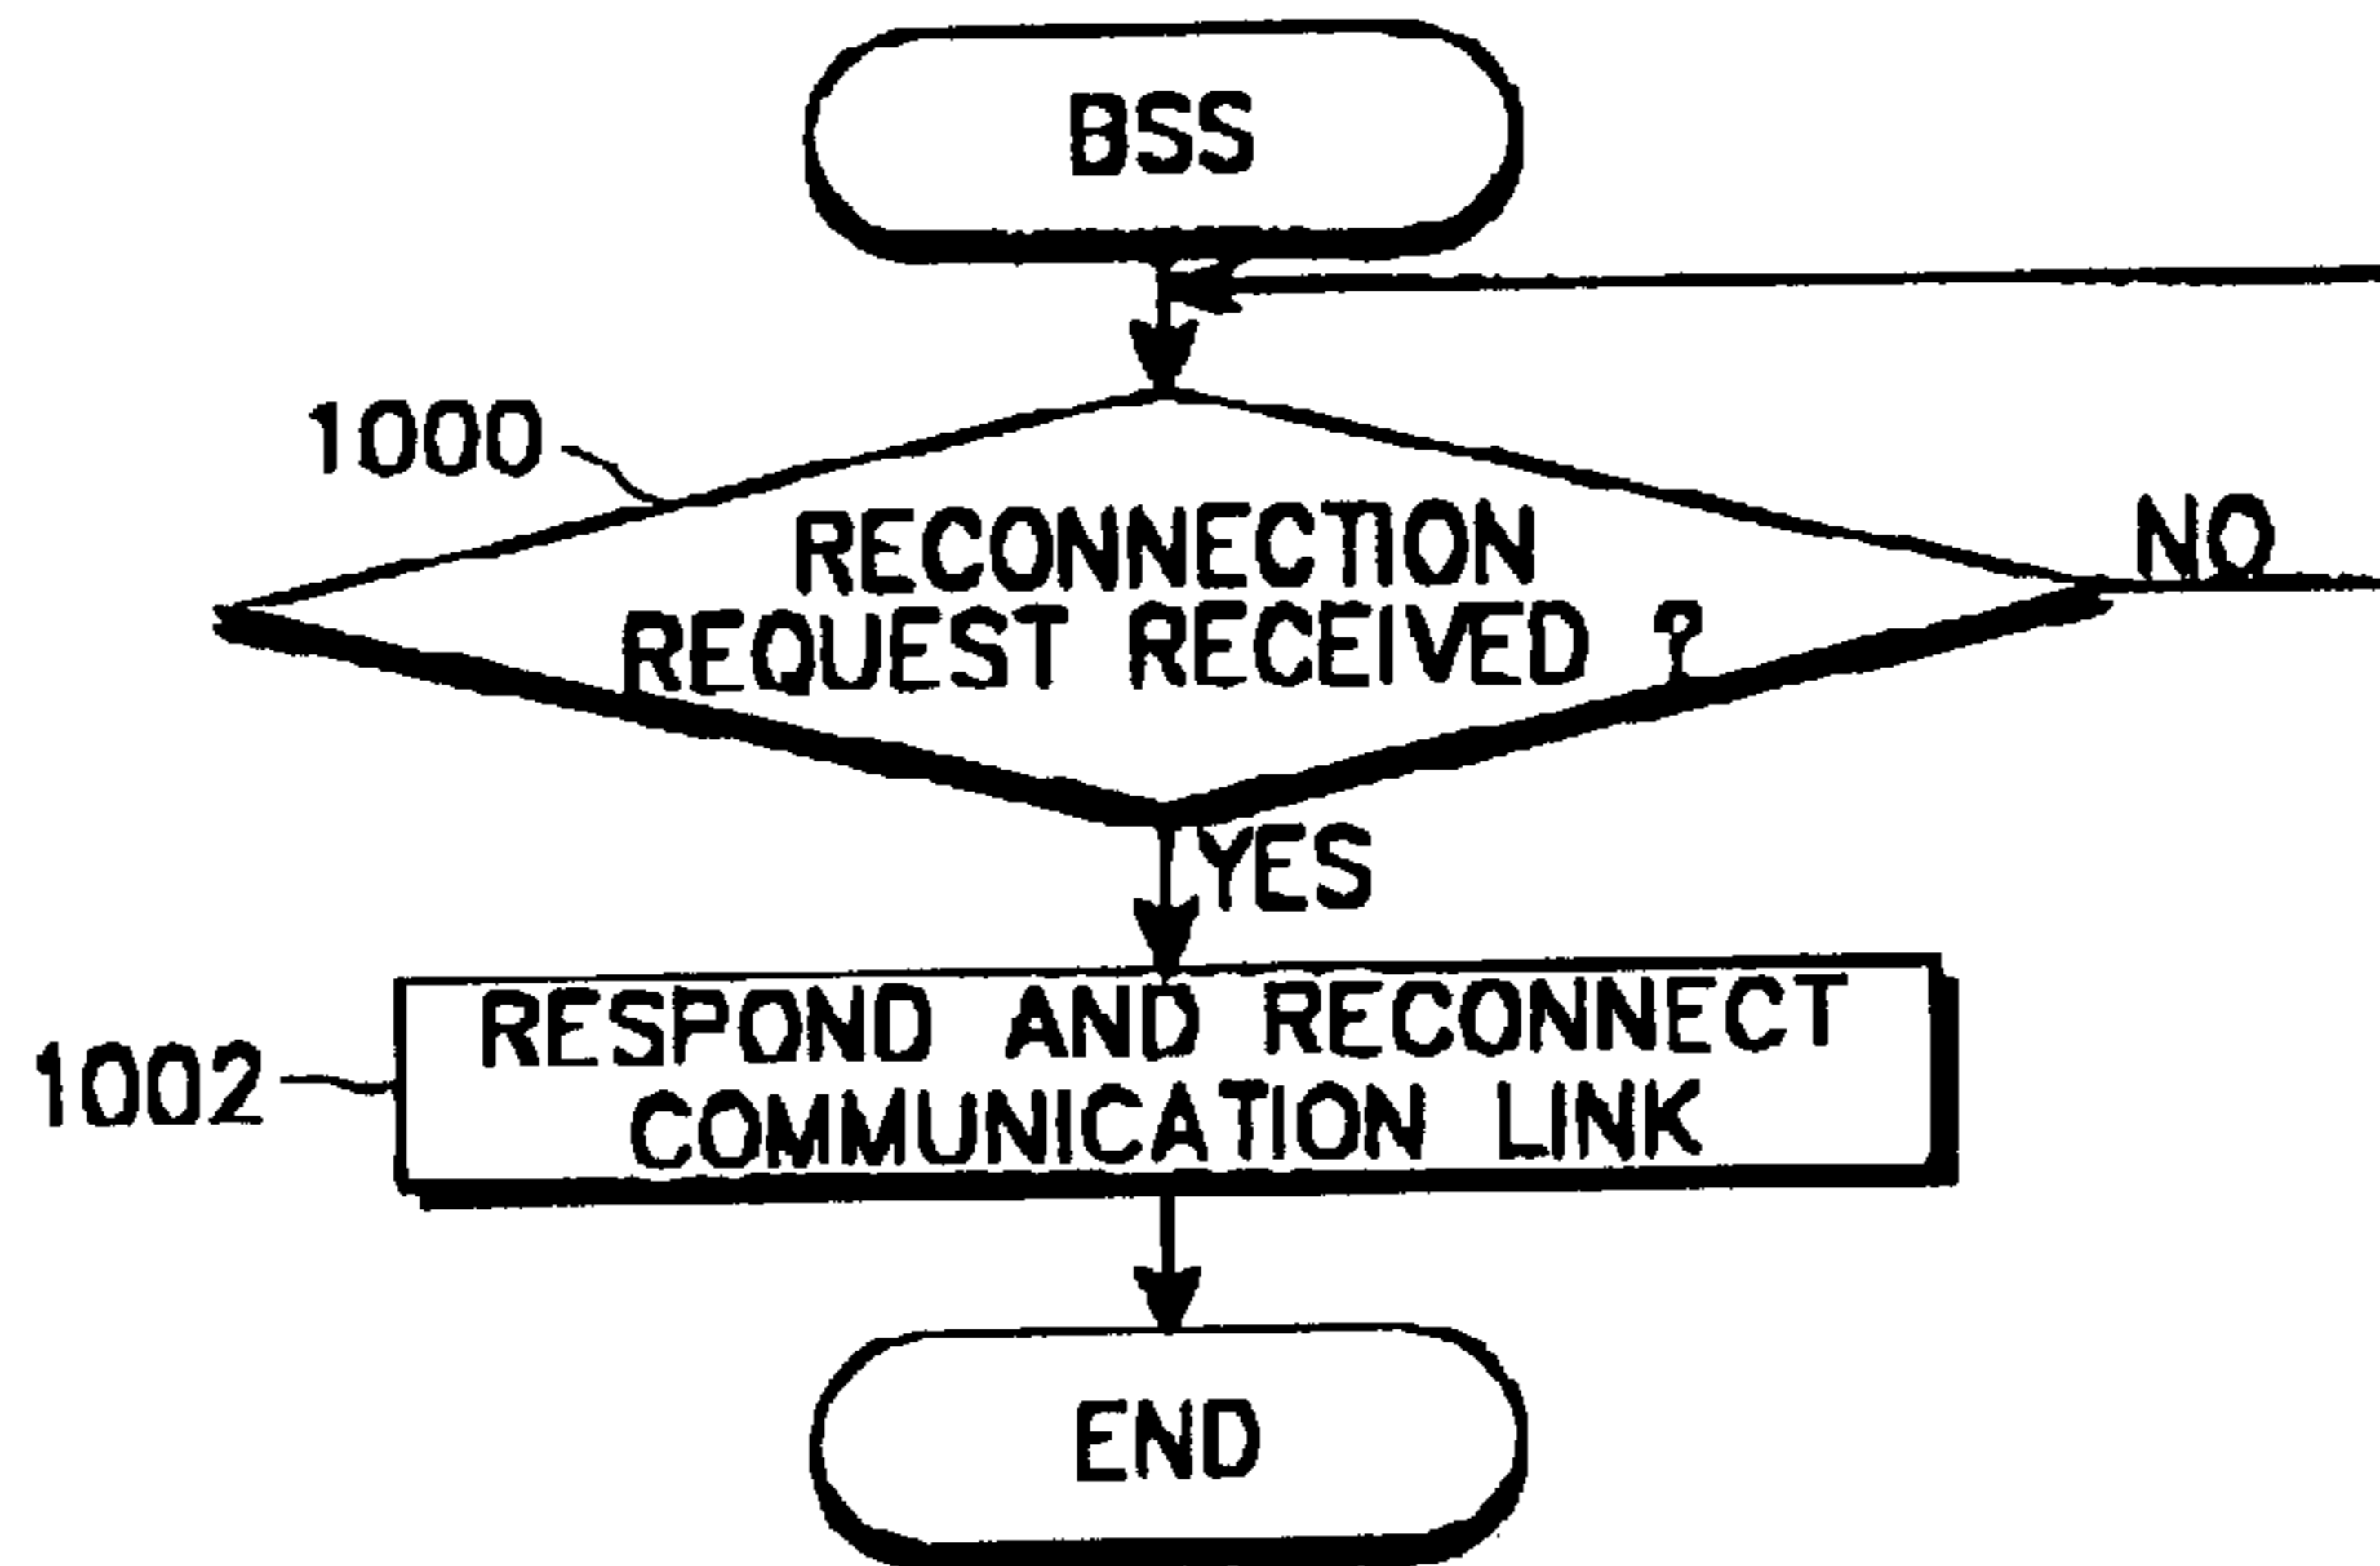 BSS
1000
RECONNECTION
REQUEST RECEIVED ?
NO
YES
RESPOND AND RECONNECT
1002
COMMUNICATION LINK
END